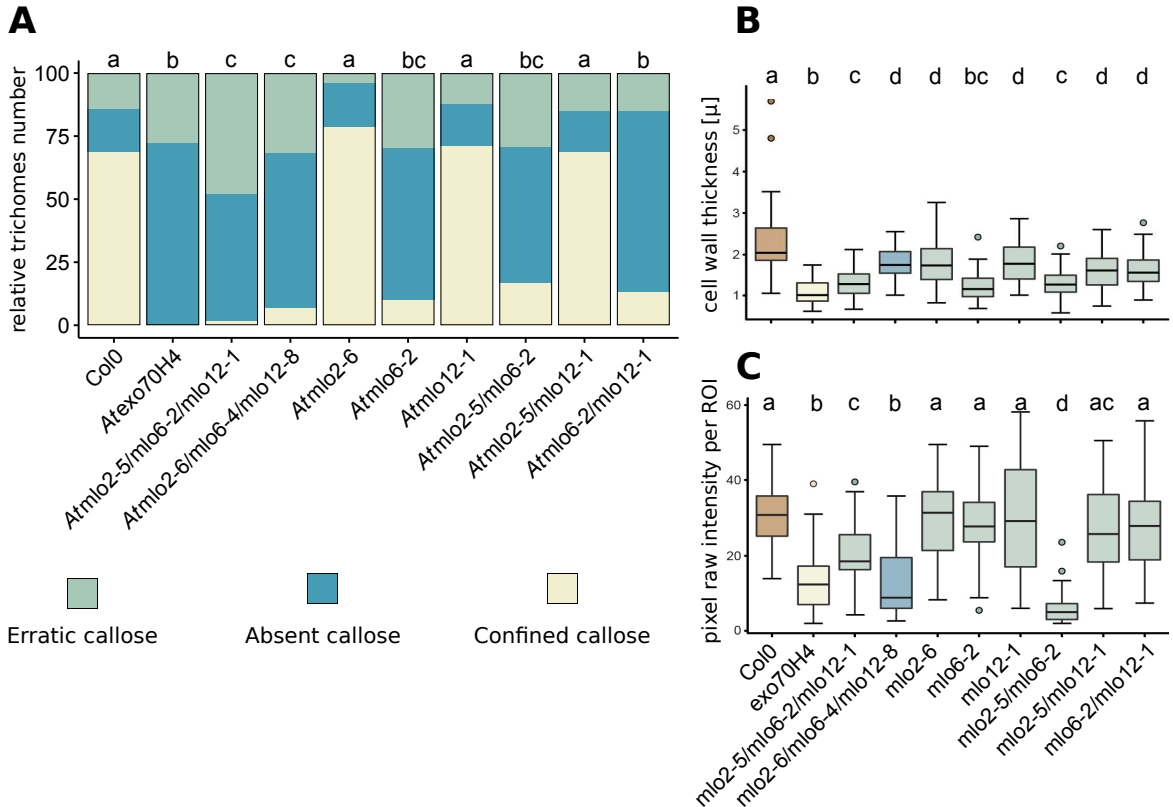 A
a b c c a bc a bc a b
relative trichomes number
100
75
50
25
0
Col0
Atexo70H4
Atmlo2-5/mlo6-2/mlo12-1
Atmlo2-6/mlo6-4/mlo12-8
Atmlo2-6
Atmlo6-2
Atmlo12-1
Atmlo2-5/mlo6-2
Atmlo2-5/mlo12-1
Atmlo6-2/mlo12-1
Erratic callose
Absent callose
Confined callose
B
a b c d d bc d c d d
cell wall thickness [µ]
5
4
3
2
1
C
a b c b a a a d ac a
pixel raw intensity per ROI
60
40
20
0
Col0
exo70H4
mlo2-5/mlo6-2/mlo12-1
mlo2-6/mlo6-4/mlo12-8
mlo2-6
mlo6-2
mlo12-1
mlo2-5/mlo6-2
mlo2-5/mlo12-1
mlo6-2/mlo12-1